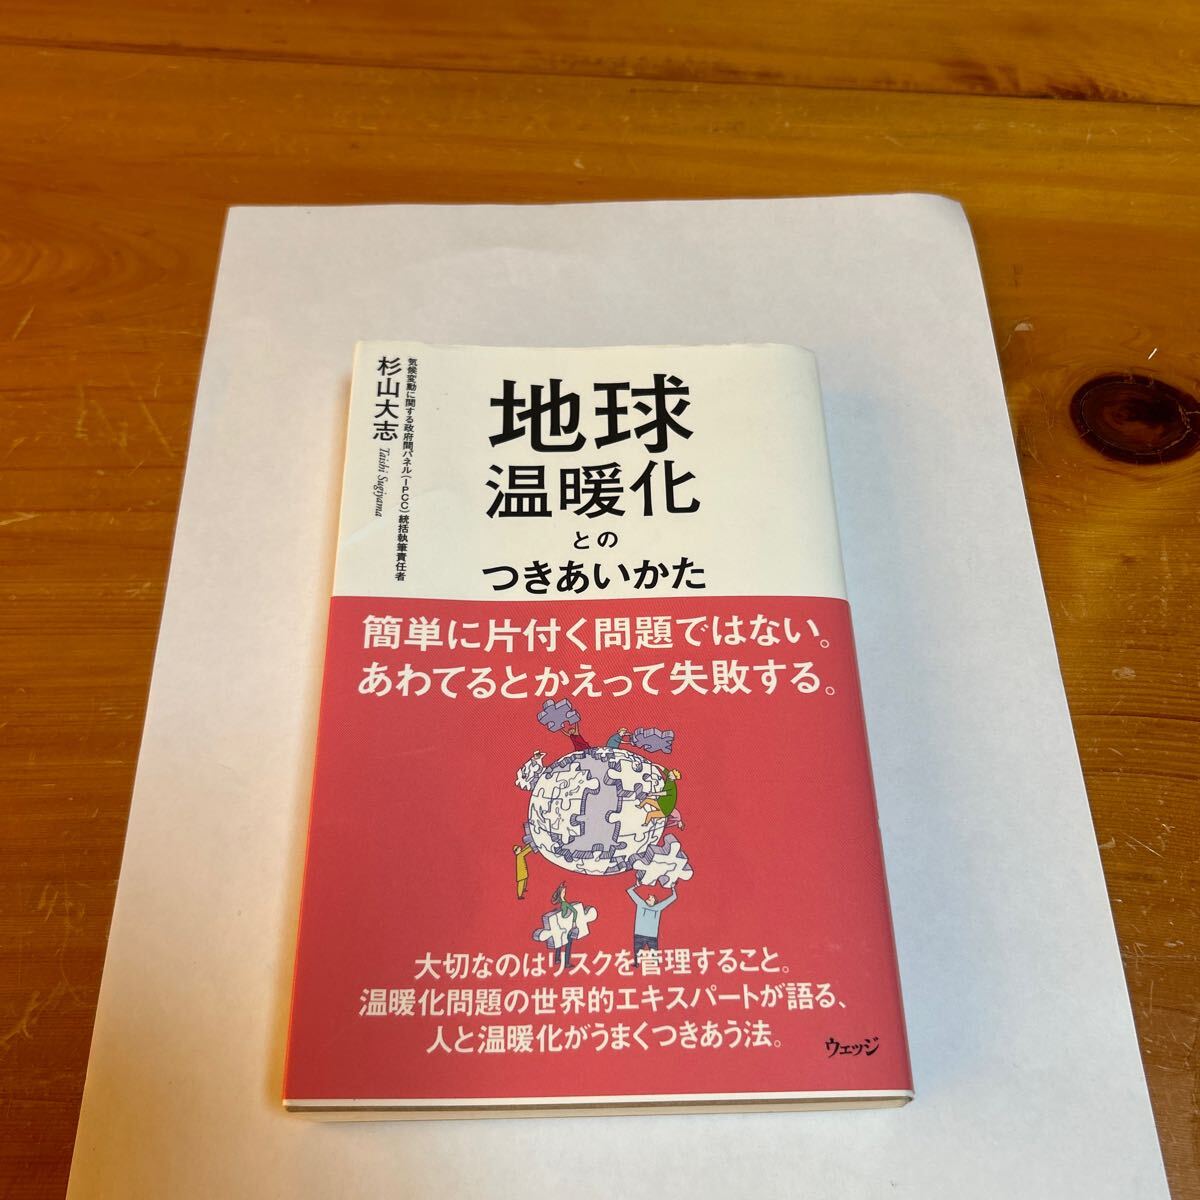 地球
温暖化
との
つきあいかた
気候変動に関する政府間パネル(IPCC)統括執筆責任者
杉山大志 Taishi Sugiyama
簡単に片付く問題ではない。
あわてるとかえって失敗する。
大切なのはリスクを管理すること。
温暖化問題の世界的エキスパートが語る、
人と温暖化がうまくつきあう法。
ウェッジ